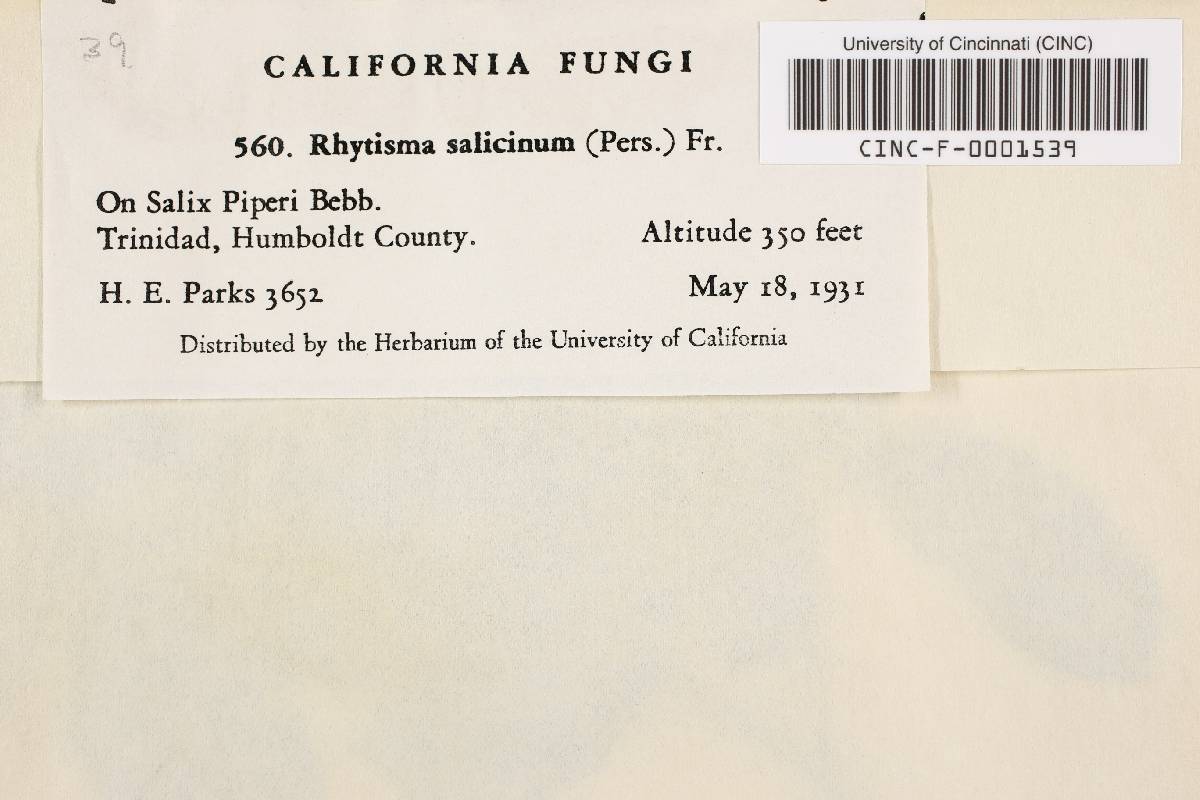 39
CALIFORNIA FUNGI
University of Cincinnati (CINC)
CINC-F-0001539
560. Rhytisma salicinum (Pers.) Fr.
On Salix Piperi Bebb.
Trinidad, Humboldt County.
Altitude 350 feet
H. E. Parks 3652
May 18, 1931
Distributed by the Herbarium of the University of California